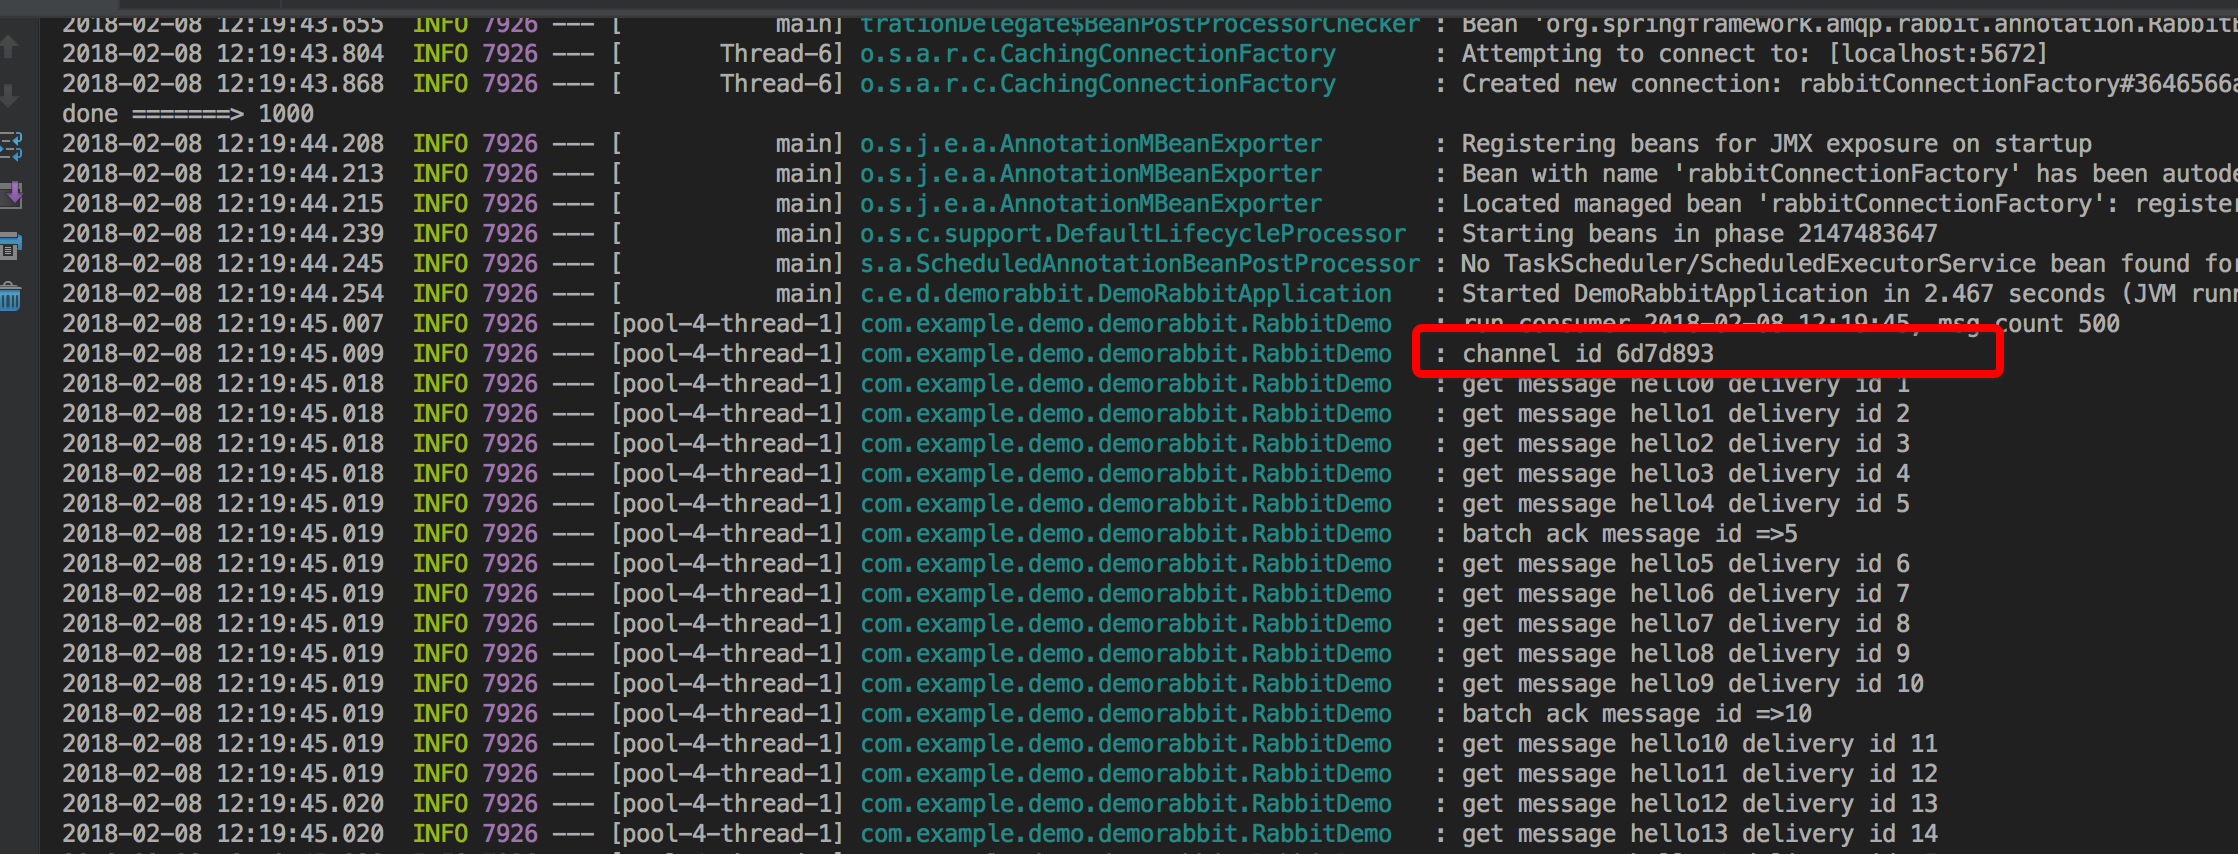 2018-02-08 12:19:43.655  INFO 7926 --- [           main] trationDelegate$BeanPostProcessorChecker : Bean 'org.springframework.amqp.rabbit.annotation.RabbitB
2018-02-08 12:19:43.804  INFO 7926 --- [       Thread-6] o.s.a.r.c.CachingConnectionFactory       : Attempting to connect to: [localhost:5672]
2018-02-08 12:19:43.868  INFO 7926 --- [       Thread-6] o.s.a.r.c.CachingConnectionFactory       : Created new connection: rabbitConnectionFactory#3646566a
done =======> 1000
2018-02-08 12:19:44.208  INFO 7926 --- [           main] o.s.j.e.a.AnnotationMBeanExporter        : Registering beans for JMX exposure on startup
2018-02-08 12:19:44.213  INFO 7926 --- [           main] o.s.j.e.a.AnnotationMBeanExporter        : Bean with name 'rabbitConnectionFactory' has been autode
2018-02-08 12:19:44.215  INFO 7926 --- [           main] o.s.j.e.a.AnnotationMBeanExporter        : Located managed bean 'rabbitConnectionFactory': register
2018-02-08 12:19:44.239  INFO 7926 --- [           main] o.s.c.support.DefaultLifecycleProcessor  : Starting beans in phase 2147483647
2018-02-08 12:19:44.245  INFO 7926 --- [           main] s.a.ScheduledAnnotationBeanPostProcessor : No TaskScheduler/ScheduledExecutorService bean found for
2018-02-08 12:19:44.254  INFO 7926 --- [           main] c.e.d.demorabbit.DemoRabbitApplication   : Started DemoRabbitApplication in 2.467 seconds (JVM runn
2018-02-08 12:19:45.007  INFO 7926 --- [pool-4-thread-1] com.example.demo.demorabbit.RabbitDemo   : run consumer 2018-02-08 12:19:45, msg count 500
2018-02-08 12:19:45.009  INFO 7926 --- [pool-4-thread-1] com.example.demo.demorabbit.RabbitDemo   : channel id 6d7d893
2018-02-08 12:19:45.018  INFO 7926 --- [pool-4-thread-1] com.example.demo.demorabbit.RabbitDemo   : get message hello0 delivery id 1
2018-02-08 12:19:45.018  INFO 7926 --- [pool-4-thread-1] com.example.demo.demorabbit.RabbitDemo   : get message hello1 delivery id 2
2018-02-08 12:19:45.018  INFO 7926 --- [pool-4-thread-1] com.example.demo.demorabbit.RabbitDemo   : get message hello2 delivery id 3
2018-02-08 12:19:45.018  INFO 7926 --- [pool-4-thread-1] com.example.demo.demorabbit.RabbitDemo   : get message hello3 delivery id 4
2018-02-08 12:19:45.019  INFO 7926 --- [pool-4-thread-1] com.example.demo.demorabbit.RabbitDemo   : get message hello4 delivery id 5
2018-02-08 12:19:45.019  INFO 7926 --- [pool-4-thread-1] com.example.demo.demorabbit.RabbitDemo   : batch ack message id =>5
2018-02-08 12:19:45.019  INFO 7926 --- [pool-4-thread-1] com.example.demo.demorabbit.RabbitDemo   : get message hello5 delivery id 6
2018-02-08 12:19:45.019  INFO 7926 --- [pool-4-thread-1] com.example.demo.demorabbit.RabbitDemo   : get message hello6 delivery id 7
2018-02-08 12:19:45.019  INFO 7926 --- [pool-4-thread-1] com.example.demo.demorabbit.RabbitDemo   : get message hello7 delivery id 8
2018-02-08 12:19:45.019  INFO 7926 --- [pool-4-thread-1] com.example.demo.demorabbit.RabbitDemo   : get message hello8 delivery id 9
2018-02-08 12:19:45.019  INFO 7926 --- [pool-4-thread-1] com.example.demo.demorabbit.RabbitDemo   : get message hello9 delivery id 10
2018-02-08 12:19:45.019  INFO 7926 --- [pool-4-thread-1] com.example.demo.demorabbit.RabbitDemo   : batch ack message id =>10
2018-02-08 12:19:45.019  INFO 7926 --- [pool-4-thread-1] com.example.demo.demorabbit.RabbitDemo   : get message hello10 delivery id 11
2018-02-08 12:19:45.019  INFO 7926 --- [pool-4-thread-1] com.example.demo.demorabbit.RabbitDemo   : get message hello11 delivery id 12
2018-02-08 12:19:45.020  INFO 7926 --- [pool-4-thread-1] com.example.demo.demorabbit.RabbitDemo   : get message hello12 delivery id 13
2018-02-08 12:19:45.020  INFO 7926 --- [pool-4-thread-1] com.example.demo.demorabbit.RabbitDemo   : get message hello13 delivery id 14